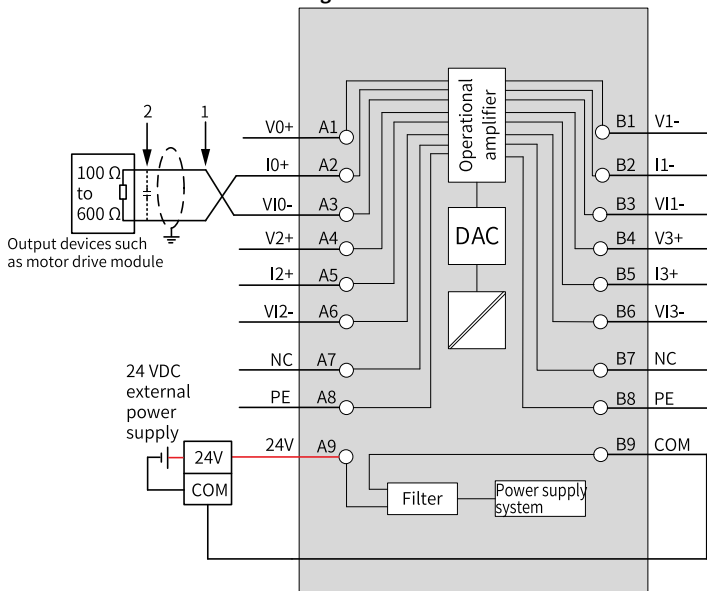 2
1
100 Ω
to
600 Ω
Output devices such
as motor drive module
V0+ A1
I0+ A2
VI0- A3
V2+ A4
I2+ A5
VI2- A6
NC A7
PE A8
24V A9
24 VDC
external
power
supply
24V
COM
Operational
amplifier
DAC
Filter
Power supply
system
B1 V1-
B2 I1-
B3 VI1-
B4 V3+
B5 I3+
B6 VI3-
B7 NC
B8 PE
B9 COM